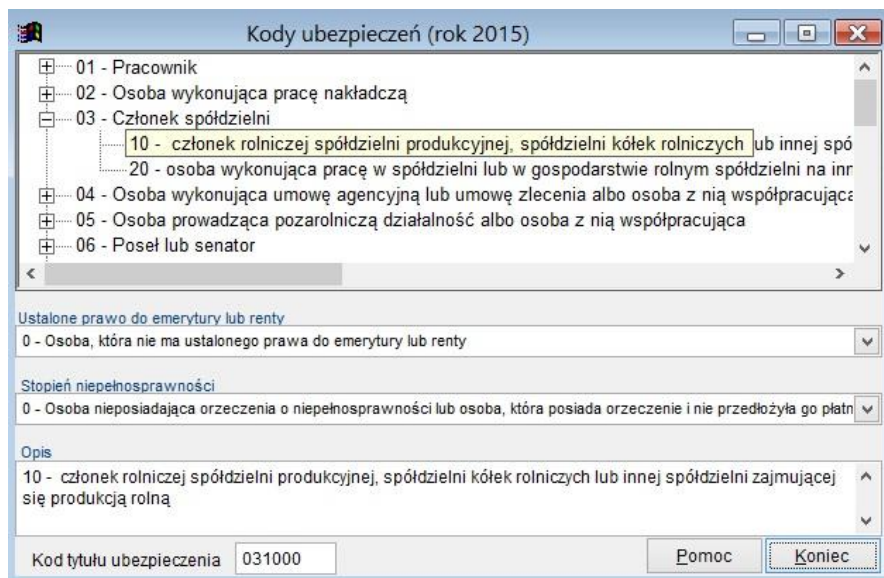 Kody ubezpieczeń (rok 2015)
01 - Pracownik
02 - Osoba wykonująca pracę nakładczą
03 - Członek spółdzielni
10 -  członek rolniczej spółdzielni produkcyjnej, spółdzielni kółek rolniczych ub innej spó
20 - osoba wykonująca pracę w spółdzielni lub w gospodarstwie rolnym spółdzielni na inn
04 - Osoba wykonująca umowę agencyjną lub umowę zlecenia albo osoba z nią współpracująca
05 - Osoba prowadząca pozarolniczą działalność albo osoba z nią współpracująca
06 - Poseł lub senator
Ustalone prawo do emerytury lub renty
0 - Osoba, która nie ma ustalonego prawa do emerytury lub renty
Stopień niepełnosprawności
0 - Osoba nieposiadająca orzeczenia o niepełnosprawności lub osoba, która posiada orzeczenie i nie przedłożyła go płatn
Opis
10 -  członek rolniczej spółdzielni produkcyjnej, spółdzielni kółek rolniczych lub innej spółdzielni zajmującej
się produkcją rolną
Kod tytułu ubezpieczenia 031000 Pomoc Koniec